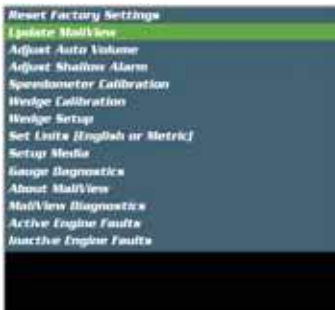 Reset Factory Settings
Update MaliView
Adjust Auto Volume
Adjust Shallow Alarm
Speedometer Calibration
Wedge Calibration
Wedge Setup
Set Units [English or Metric]
Setup Media
Gauge Dagnostics
About MaliView
MaliView Diagnostics
Active Engine Faults
Inactive Engine Faults